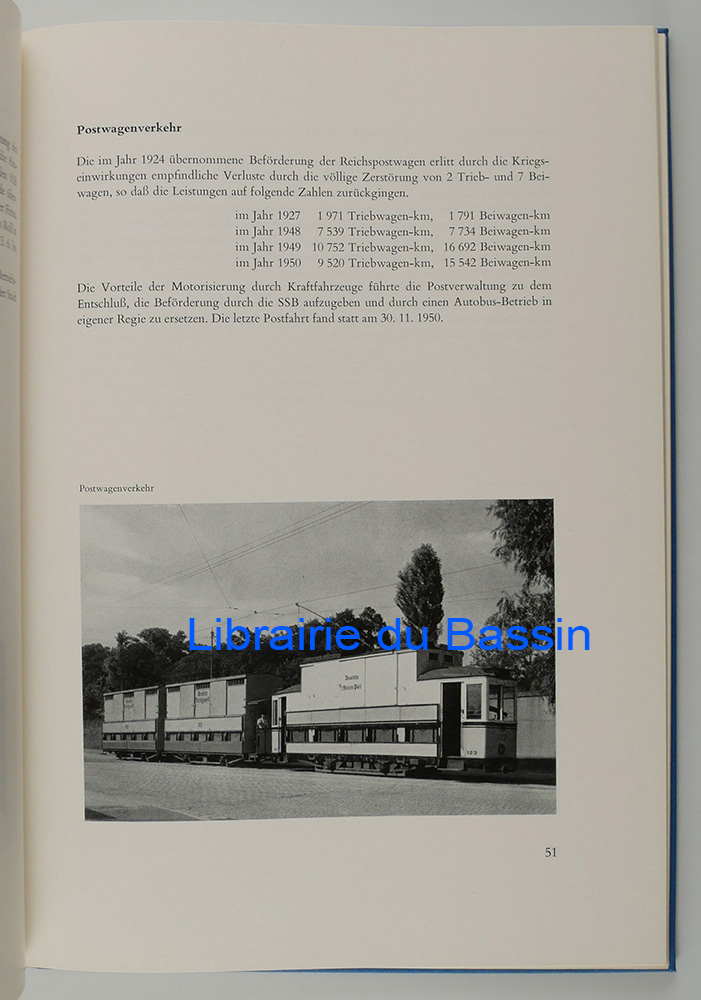 Postwagenverkehr
Die im Jahr 1924 übernommene Beförderung der Reichspostwagen erlitt durch die Kriegs-
einwirkungen empfindliche Verluste durch die völlige Zerstörung von 2 Trieb- und 7 Bei-
wagen, so daß die Leistungen auf folgende Zahlen zurückgingen.
im Jahr 1927 1 971 Triebwagen-km, 1 791 Beiwagen-km
im Jahr 1948 7 539 Triebwagen-km, 7 734 Beiwagen-km
im Jahr 1949 10 752 Triebwagen-km, 16 692 Beiwagen-km
im Jahr 1950 9 520 Triebwagen-km, 15 542 Beiwagen-km
Die Vorteile der Motorisierung durch Kraftfahrzeuge führte die Postverwaltung zu dem
Entschluß, die Beförderung durch die SSB aufzugeben und durch einen Autobus-Betrieb in
eigener Regie zu ersetzen. Die letzte Postfahrt fand statt am 30. 11. 1950.
Postwagenverkehr
Librairie du Bassin
123
51